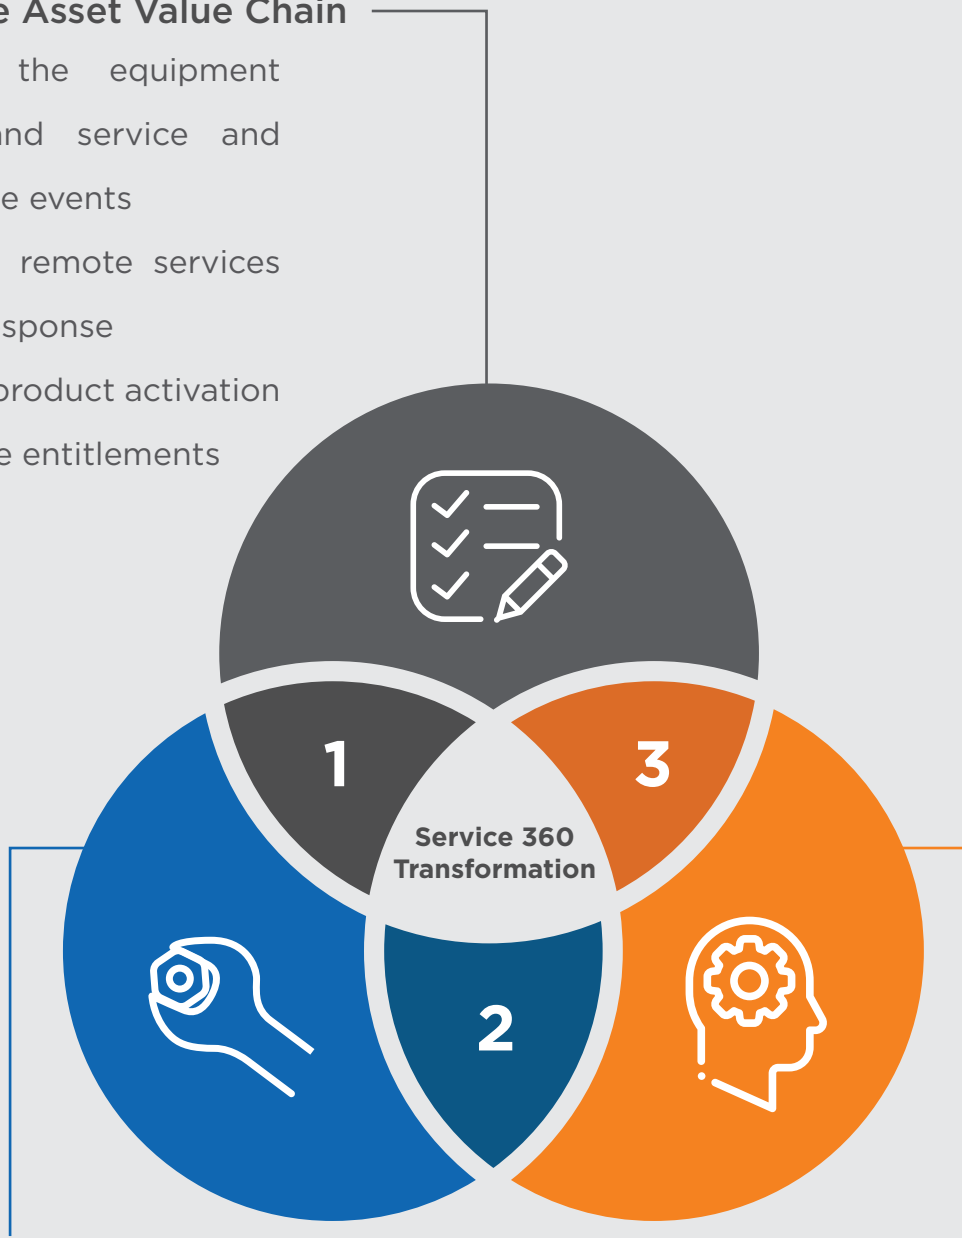 e Asset Value Chain
the equipment
and service and
e events
remote services
sponse
product activation
e entitlements
1
3
Service 360
Transformation
2